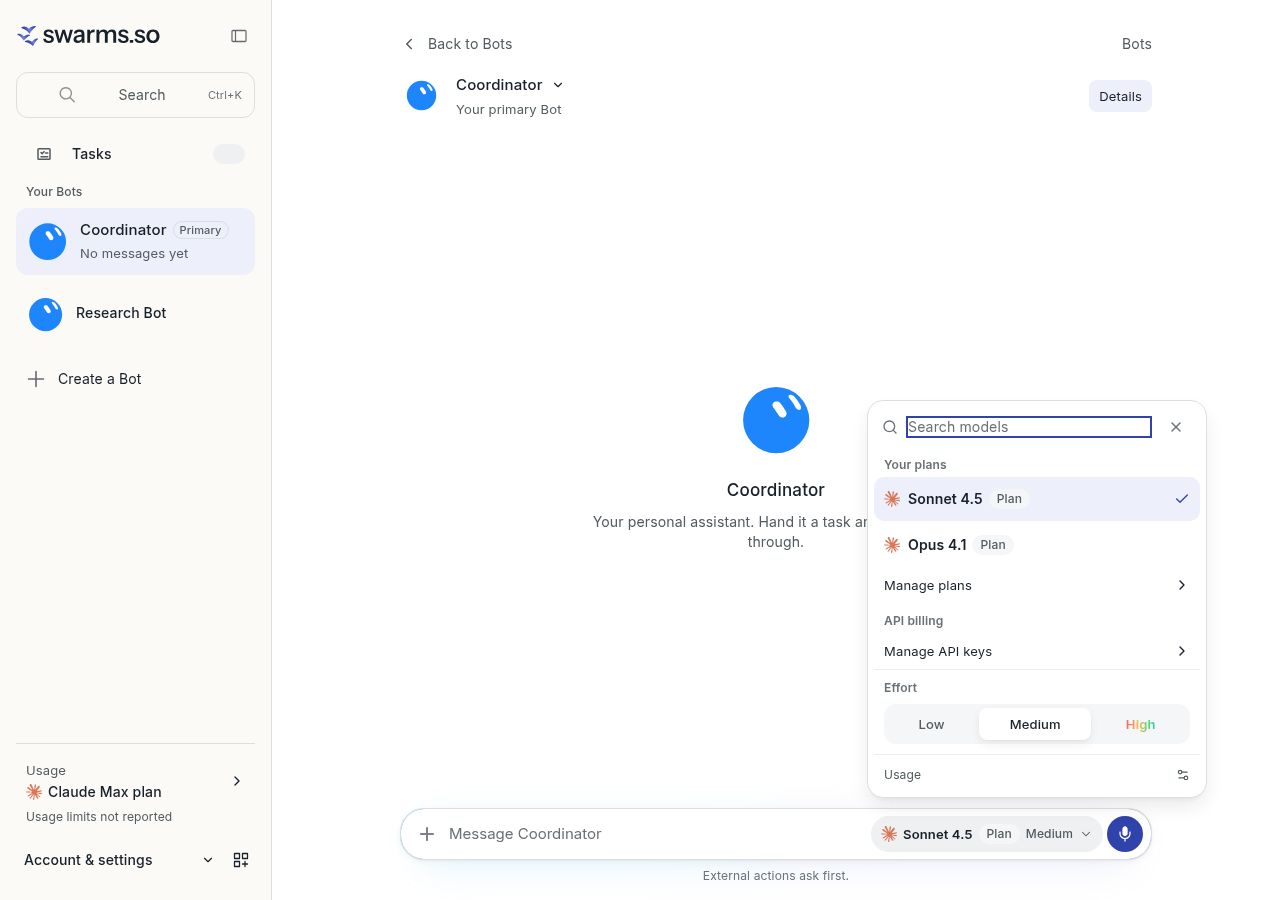 swarms.so
Search
Ctrl+K
Tasks
Your Bots
Coordinator
Primary
No messages yet
Research Bot
Create a Bot
Usage
Claude Max plan
Usage limits not reported
Account & settings
Back to Bots
Bots
Coordinator
Your primary Bot
Details
Coordinator
Your personal assistant. Hand it a task
through.
Search models
Your plans
Sonnet 4.5
Plan
Opus 4.1
Plan
Manage plans
API billing
Manage API keys
Effort
Low
Medium
High
Usage
Message Coordinator
Sonnet 4.5
Plan
Medium
External actions ask first.